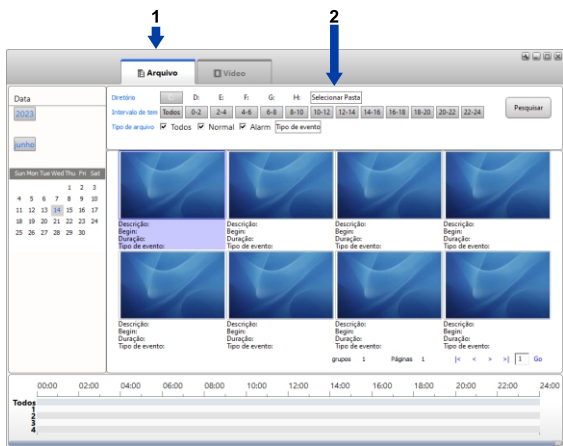 1
2
Arquivo
Vídeo
Data
2023
junho
Sun Mon Tue Wed Thu Fri Sat
1 2 3
4 5 6 7 8 9 10
11 12 13 14 15 16 17
18 19 20 21 22 23 24
25 26 27 28 29 30
Diretório C: D: E: F: G: H: Selecionar Pasta
Intervalo de tem Todos 0-2 2-4 4-6 6-8 8-10 10-12 12-14 14-16 16-18 18-20 20-22 22-24
Tipo de arquivo Todos Normal Alarm Tipo de evento
Pesquisar
Descrição: Descrição: Descrição: Descrição:
Begin: Begin: Begin: Begin:
Duração: Duração: Duração: Duração:
Tipo de evento: Tipo de evento: Tipo de evento: Tipo de evento:
Descrição: Descrição: Descrição: Descrição:
Begin: Begin: Begin: Begin:
Duração: Duração: Duração: Duração:
Tipo de evento: Tipo de evento: Tipo de evento: Tipo de evento:
grupos 1 Páginas 1 |< < > >| 1 Go
00:00 02:00 04:00 06:00 08:00 10:00 12:00 14:00 16:00 18:00 20:00 22:00 24:00
Todos
1
2
3
4